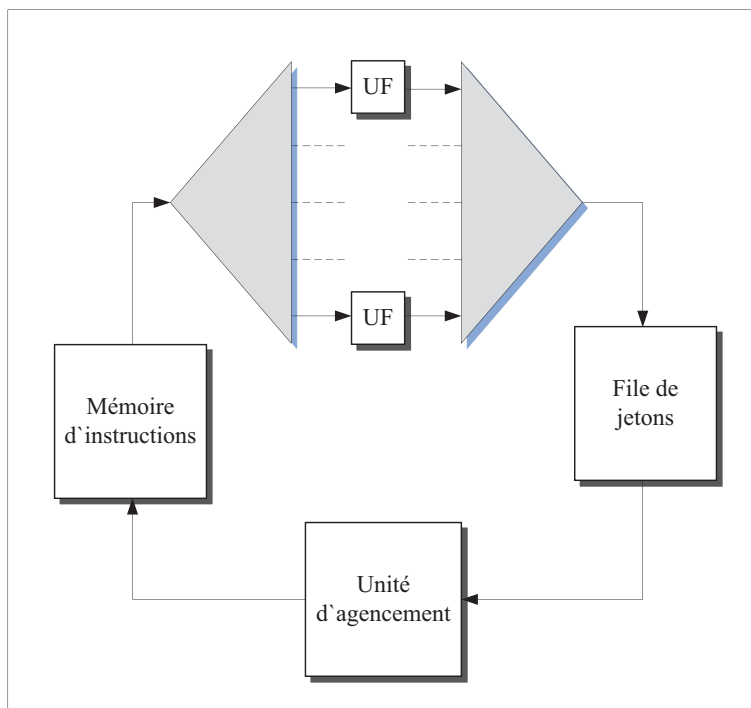 UF
UF
Mémoire
d`instructions
File de
jetons
Unité
d`agencement